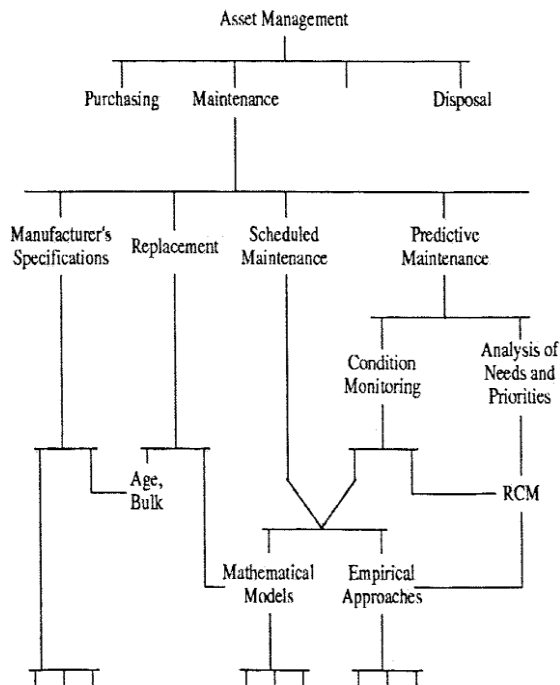 Asset Management
Purchasing
Maintenance
Disposal
Manufacturer's
Specifications
Replacement
Scheduled
Maintenance
Predictive
Maintenance
Condition
Monitoring
Analysis of
Needs and
Priorities
Age,
Bulk
RCM
Mathematical
Models
Empirical
Approaches